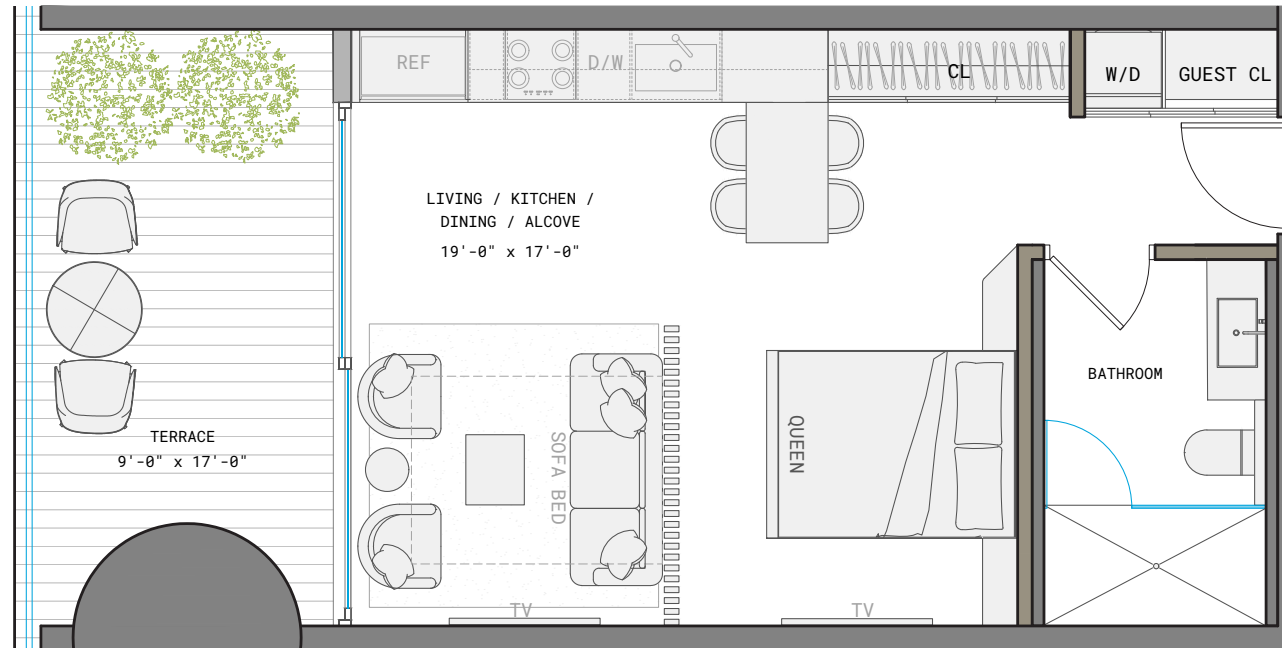 REF
D/W
CL
W/D
GUEST CL
LIVING / KITCHEN /
DINING / ALCOVE
19'-0" x 17'-0"
BATHROOM
QUEEN
SOFA BED
TERRACE
9'-0" x 17'-0"
TV
TV